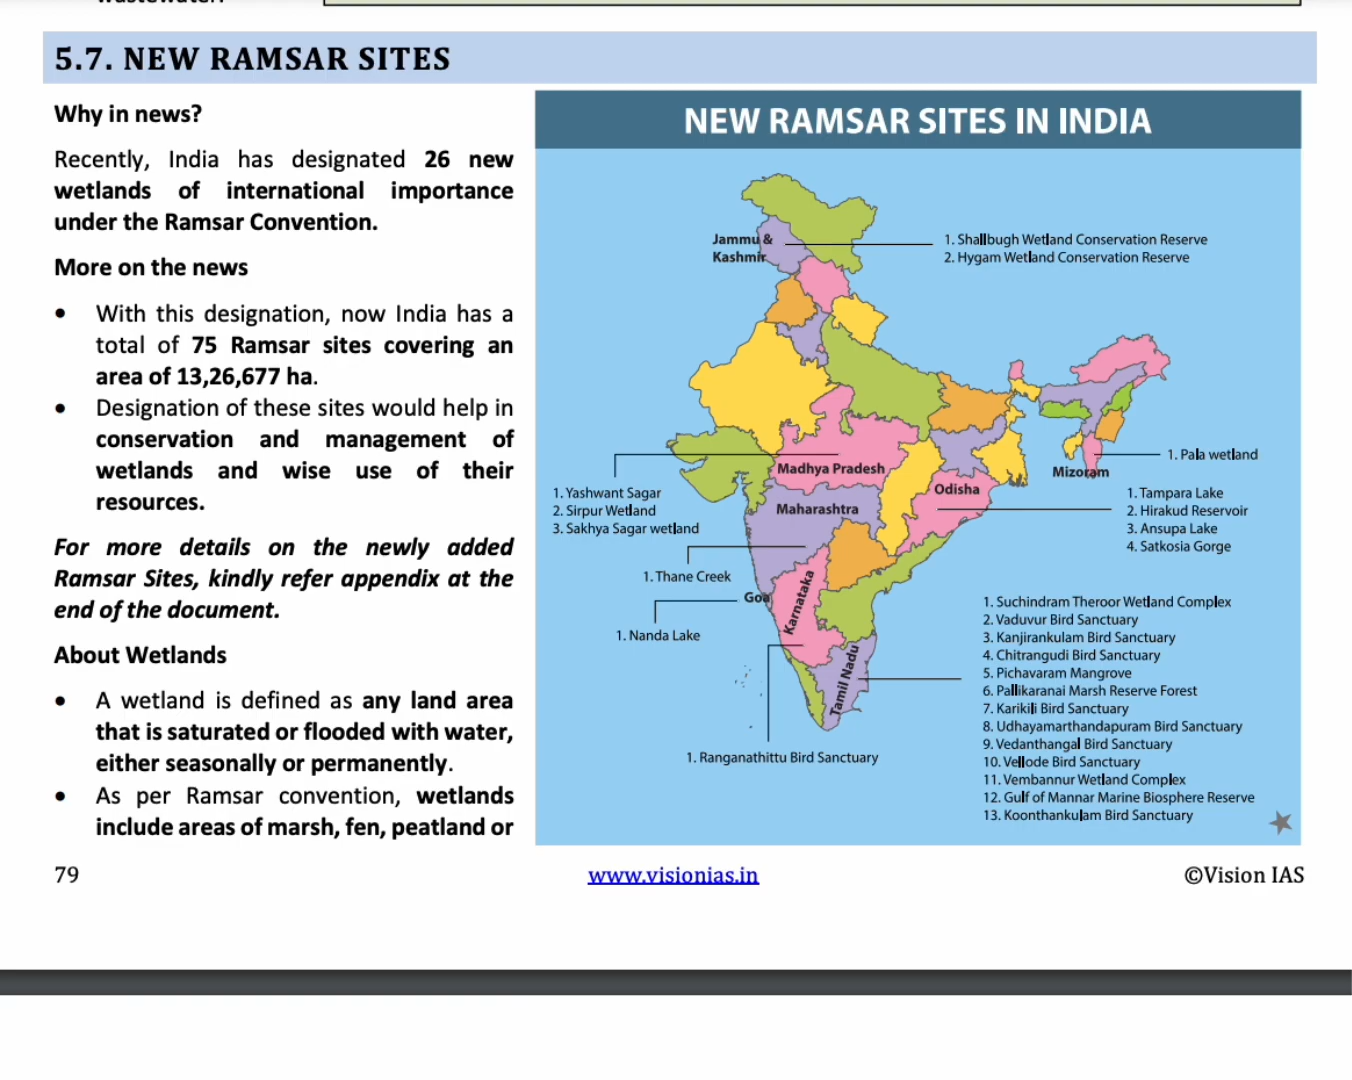 5.7. NEW RAMSAR SITES
Why in news?
Recently, India has designated 26 new
wetlands of international importance
under the Ramsar Convention.
More on the news
• With this designation, now India has a
total of 75 Ramsar sites covering an
area of 13,26,677 ha.
• Designation of these sites would help in
conservation and management of
wetlands and wise use of their
resources.
For more details on the newly added
Ramsar Sites, kindly refer appendix at the
end of the document.
About Wetlands
• A wetland is defined as any land area
that is saturated or flooded with water,
either seasonally or permanently.
• As per Ramsar convention, wetlands
include areas of marsh, fen, peatland or
NEW RAMSAR SITES IN INDIA
Jammu &
Kashmir
1. Shallbugh Wetland Conservation Reserve
2. Hygam Wetland Conservation Reserve
Madhya Pradesh
1. Yashwant Sagar
2. Sirpur Wetland
3. Sakhya Sagar wetland
Mizoram
1. Pala wetland
Odisha
1. Tampara Lake
2. Hirakud Reservoir
3. Ansupa Lake
4. Satkosia Gorge
Maharashtra
1. Thane Creek
Goa
1. Nanda Lake
Karnataka
1. Ranganathittu Bird Sanctuary
Tamil Nadu
1. Suchindram Theroor Wetland Complex
2. Vaduvur Bird Sanctuary
3. Kanjirankulam Bird Sanctuary
4. Chitrangudi Bird Sanctuary
5. Pichavaram Mangrove
6. Pallikaranai Marsh Reserve Forest
7. Karikili Bird Sanctuary
8. Udhayamarthandapuram Bird Sanctuary
9. Vedanthangal Bird Sanctuary
10. Vellode Bird Sanctuary
11. Vembannur Wetland Complex
12. Gulf of Mannar Marine Biosphere Reserve
13. Koonthankulam Bird Sanctuary
79
www.visionias.in
©Vision IAS